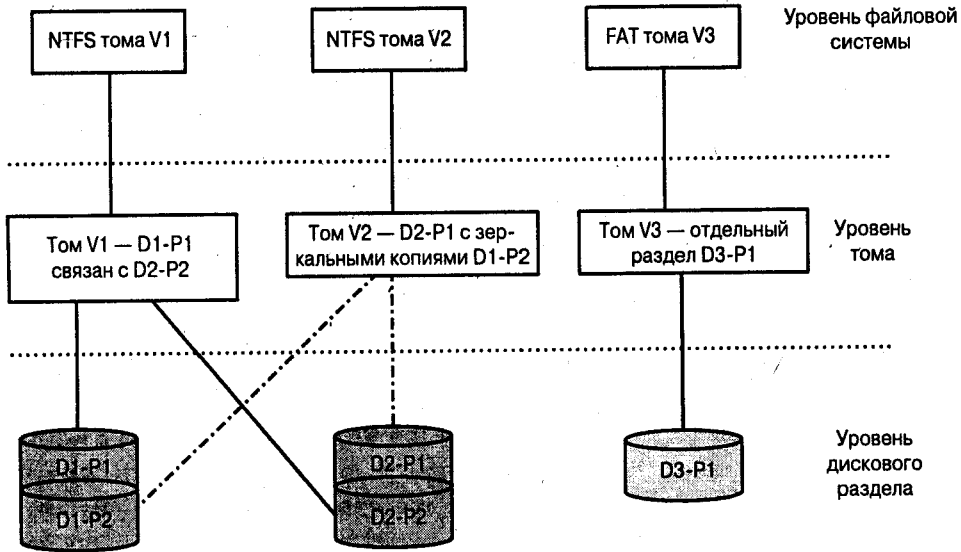 NTFS тома V1
NTFS тома V2
FAT тома V3
Уровень файловой
системы
Том V1 — D1-P1
связан с D2-P2
Том V2 — D2-P1 с зер-
кальными копиями D1-P2
Том V3 — отдельный
раздел D3-P1
Уровень
тома
D1-P1
D1-P2
D2-P1
D2-P2
D3-P1
Уровень
дискового
раздела